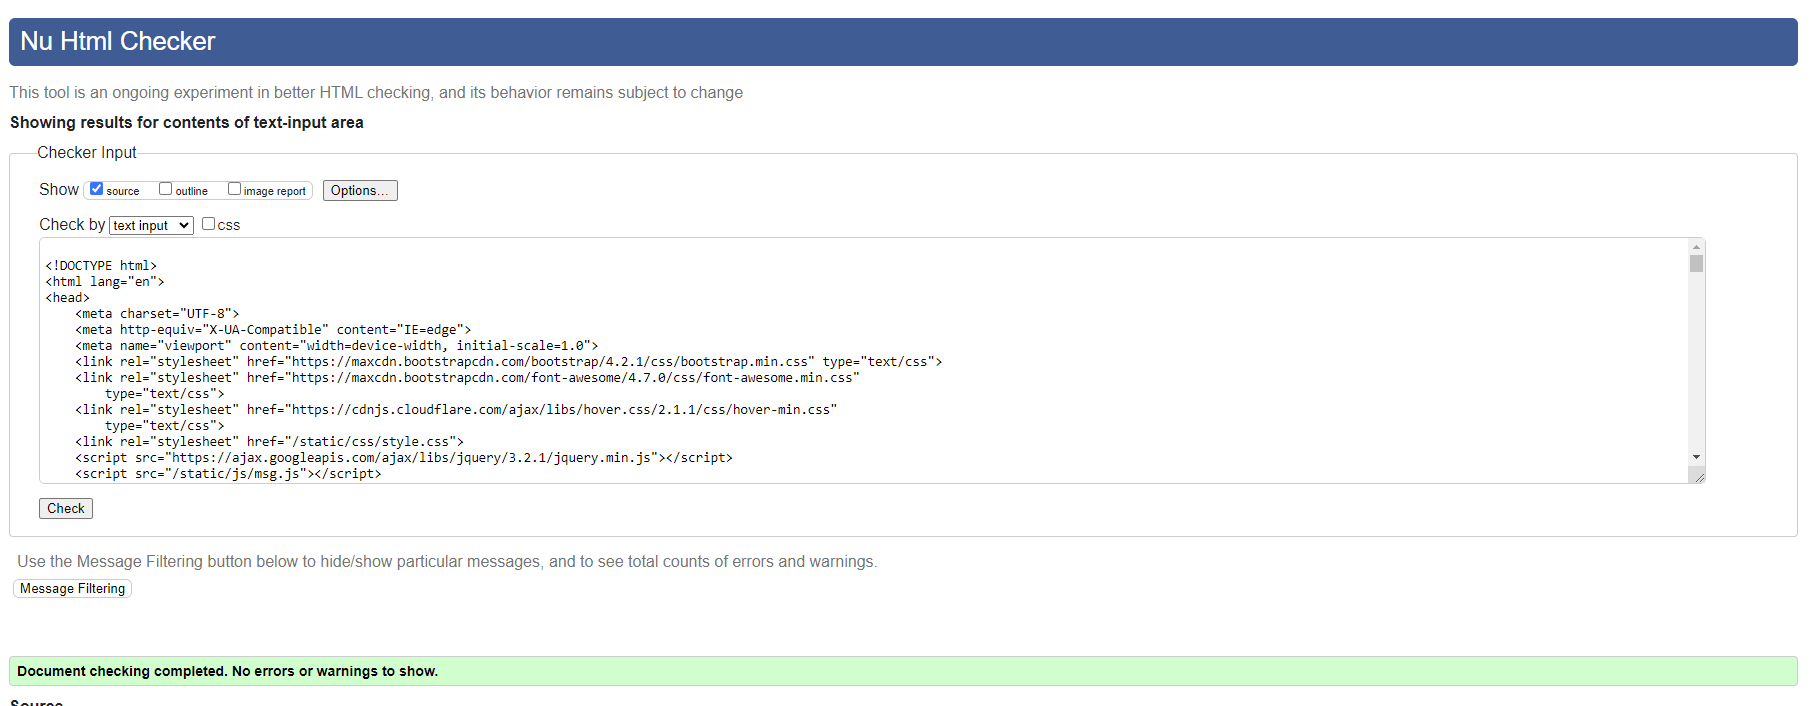 Nu Html Checker
This tool is an ongoing experiment in better HTML checking, and its behavior remains subject to change
Showing results for contents of text-input area
Checker Input
Show source outline image report Options...
Check by text input css
<!DOCTYPE html>
<html lang="en">
<head>
    <meta charset="UTF-8">
    <meta http-equiv="X-UA-Compatible" content="IE=edge">
    <meta name="viewport" content="width=device-width, initial-scale=1.0">
    <link rel="stylesheet" href="https://maxcdn.bootstrapcdn.com/bootstrap/4.2.1/css/bootstrap.min.css" type="text/css">
    <link rel="stylesheet" href="https://maxcdn.bootstrapcdn.com/font-awesome/4.7.0/css/font-awesome.min.css"
        type="text/css">
    <link rel="stylesheet" href="https://cdnjs.cloudflare.com/ajax/libs/hover.css/2.1.1/css/hover-min.css"
        type="text/css">
    <link rel="stylesheet" href="/static/css/style.css">
    <script src="https://ajax.googleapis.com/ajax/libs/jquery/3.2.1/jquery.min.js"></script>
    <script src="/static/js/msg.js"></script>
Check
Use the Message Filtering button below to hide/show particular messages, and to see total counts of errors and warnings.
Message Filtering
Document checking completed. No errors or warnings to show.
Source